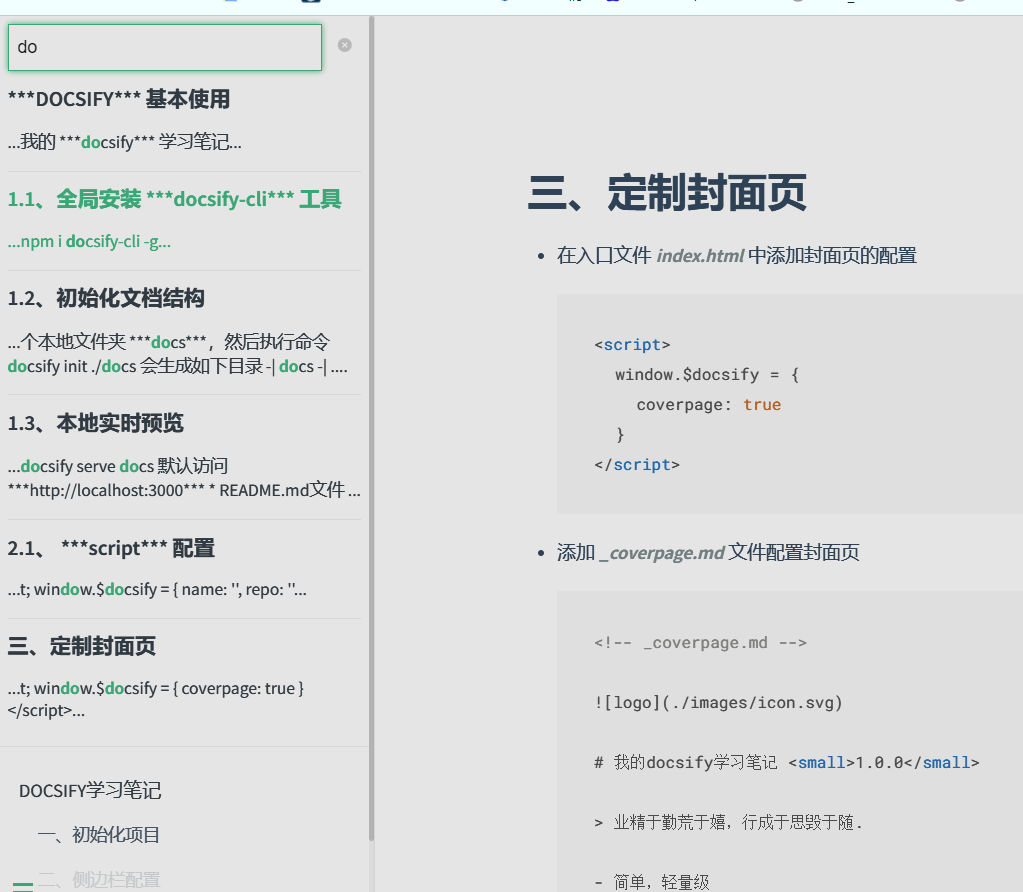 do
***DOCSIFY*** 基本使用
...我的 ***docsify*** 学习笔记...
1.1、全局安装 ***docsify-cli*** 工具
...npm i docsify-cli -g...
1.2、初始化文档结构
...个本地文件夹 ***docs***，然后执行命令
docsify init ./docs 会生成如下目录 -| docs -| ....
1.3、本地实时预览
...docsify serve docs 默认访问
***http://localhost:3000*** * README.md文件 ...
2.1、 ***script*** 配置
...t; window.$docsify = { name: '', repo: ''...
三、定制封面页
...t; window.$docsify = { coverpage: true }
</script>...
DOCSIFY学习笔记
一、初始化项目
二、侧边栏配置
三、定制封面页
• 在入口文件 index.html 中添加封面页的配置
<script>
window.$docsify = {
coverpage: true
}
</script>
• 添加 _coverpage.md 文件配置封面页
<!-- _coverpage.md -->
![logo](./images/icon.svg)
# 我的docsify学习笔记 <small>1.0.0</small>
> 业精于勤荒于嬉，行成于思毁于随.
- 简单，轻量级